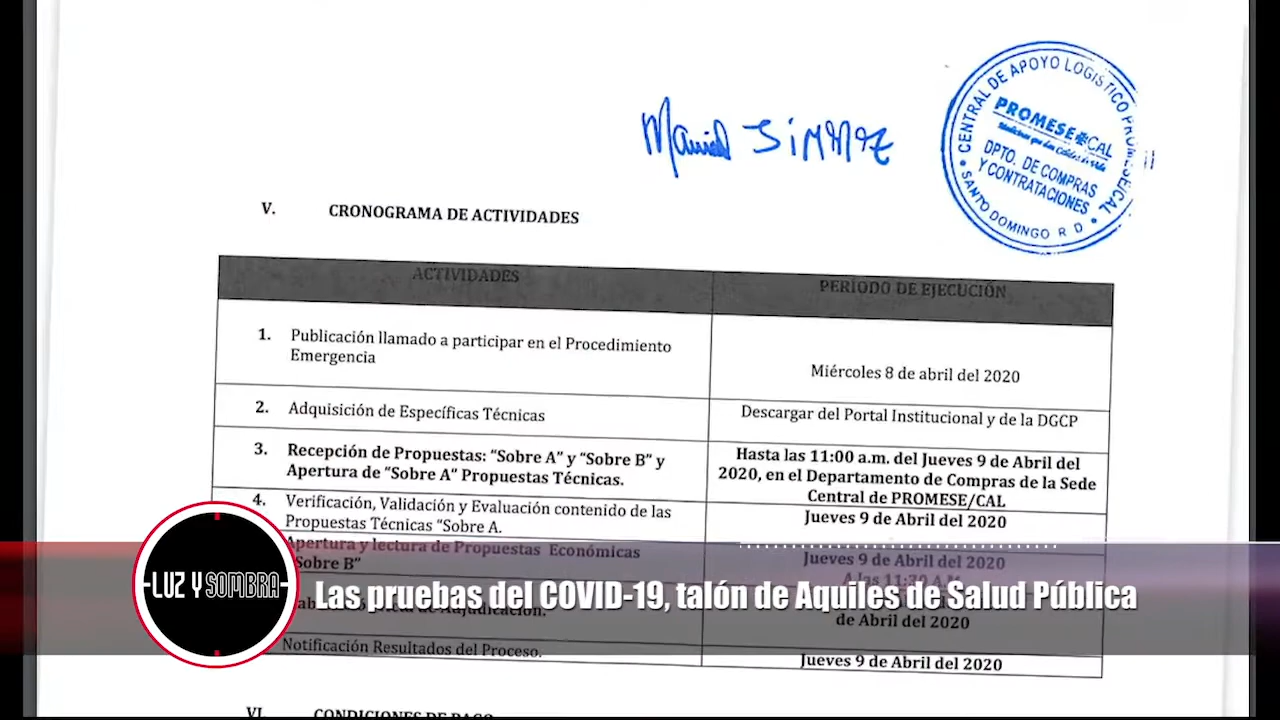 CENTRAL DE APOYO LOGÍSTICO PROMESE/CAL
PROMESE CAL
DPTO. DE COMPRAS
Y CONTRATACIONES
• SANTO DOMINGO R D •
V. CRONOGRAMA DE ACTIVIDADES
ACTIVIDADES
PERÍODO DE EJECUCIÓN
1. Publicación llamado a participar en el Procedimiento
Emergencia
Miércoles 8 de abril del 2020
2. Adquisición de Específicas Técnicas
Descargar del Portal Institucional y de la DGCP
3. Recepción de Propuestas: “Sobre A” y “Sobre B” y
Apertura de “Sobre A” Propuestas Técnicas.
Hasta las 11:00 a.m. del Jueves 9 de Abril del
2020, en el Departamento de Compras de la Sede
Central de PROMESE/CAL
4. Verificación, Validación y Evaluación contenido de las
Propuestas Técnicas “Sobre A.
Jueves 9 de Abril del 2020
Apertura y lectura de Propuestas Económicas
“Sobre B”
Jueves 9 de Abril del 2020
A las 11:30 A.M.
de Abril del 2020
Notificación Resultados del Proceso.
Jueves 9 de Abril del 2020
VI. CONDICIONES DE PAGO
LUZ Y SOMBRA
Las pruebas del COVID-19, talón de Aquiles de Salud Pública